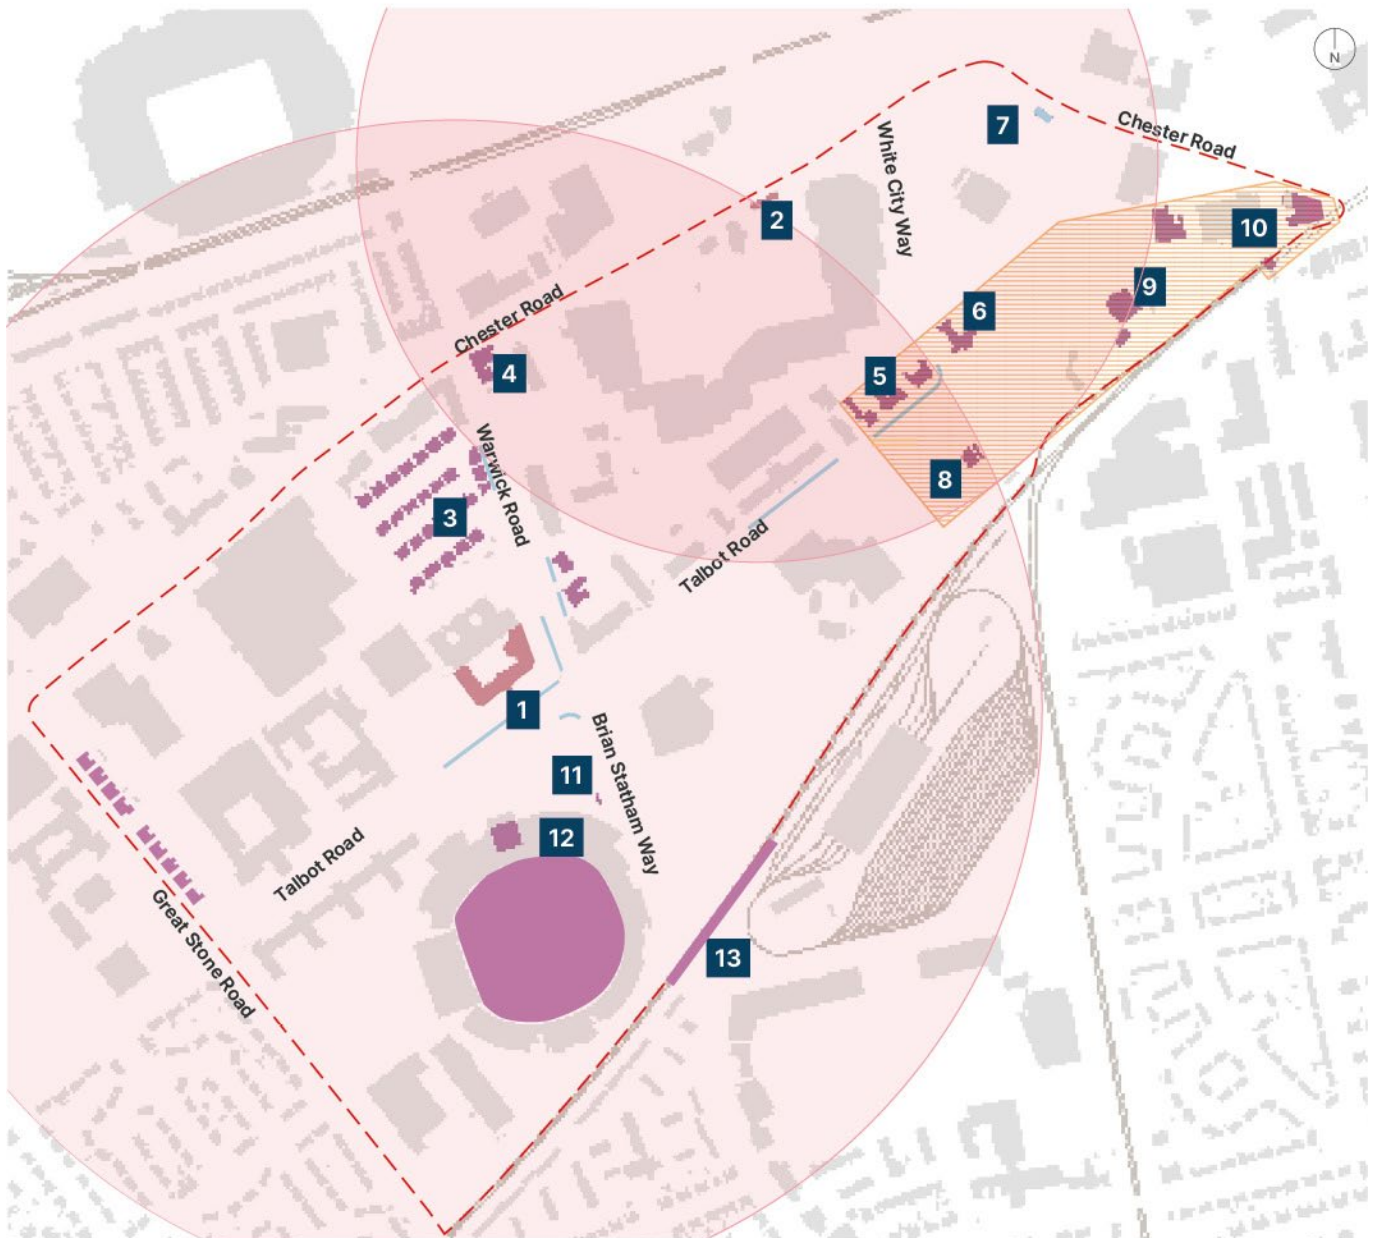 N
Chester Road
7
White City Way
2
10
9
6
Chester Road
4
5
Warwick Road
8
3
Talbot Road
1
Brian Statham Way
11
12
Talbot Road
Great Stone Road
13